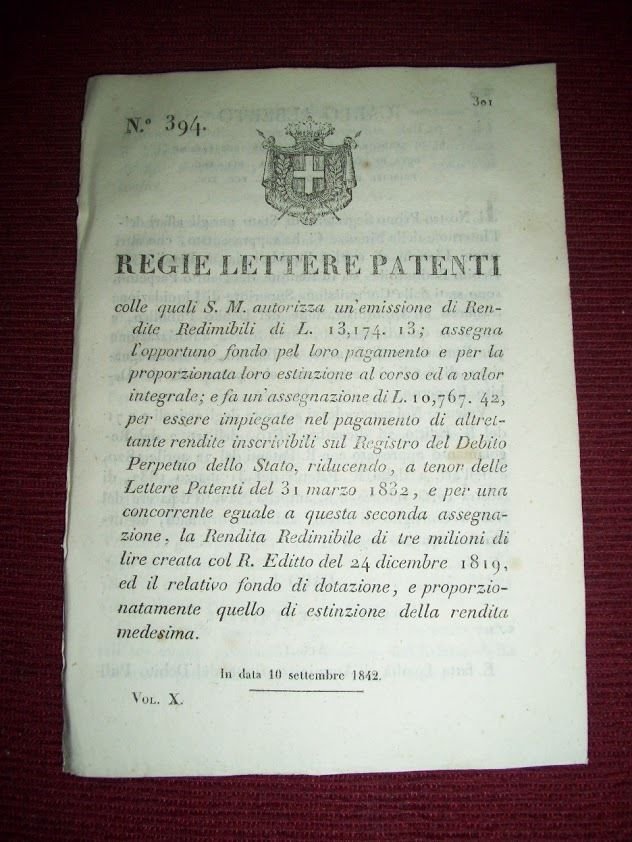 301
N.º 394.
REGIE LETTERE PATENTI
colle quali S. M. autorizza un'emissione di Ren-
dite Redimibili di L. 13,174. 13; assegna
l'opportuno fondo pel loro pagamento e per la
proporzionata loro estinzione al corso ed a valor
integrale; e fa un'assegnazione di L. 10,767. 42,
per essere impiegate nel pagamento di altret-
tante rendite inscrivibili sul Registro del Debito
Perpetuo dello Stato, riducendo, a tenor delle
Lettere Patenti del 31 marzo 1832, e per una
concorrente eguale a questa seconda assegna-
zione, la Rendita Redimibile di tre milioni di
lire creata col R. Editto del 24 dicembre 1819,
ed il relativo fondo di dotazione, e proporzio-
natamente quello di estinzione della rendita
medesima.
In data 10 settembre 1842.
VOL. X.